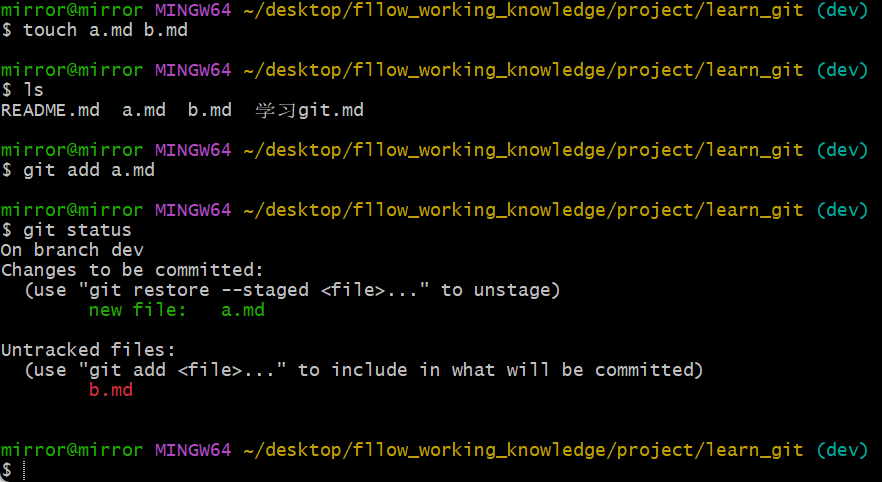 mirror@mirror MINGW64 ~/desktop/fllow_working_knowledge/project/learn_git (dev)
$ touch a.md b.md
mirror@mirror MINGW64 ~/desktop/fllow_working_knowledge/project/learn_git (dev)
$ ls
README.md  a.md  b.md  学习git.md
mirror@mirror MINGW64 ~/desktop/fllow_working_knowledge/project/learn_git (dev)
$ git add a.md
mirror@mirror MINGW64 ~/desktop/fllow_working_knowledge/project/learn_git (dev)
$ git status
On branch dev
Changes to be committed:
  (use "git restore --staged <file>..." to unstage)
        new file:   a.md
Untracked files:
  (use "git add <file>..." to include in what will be committed)
        b.md
mirror@mirror MINGW64 ~/desktop/fllow_working_knowledge/project/learn_git (dev)
$